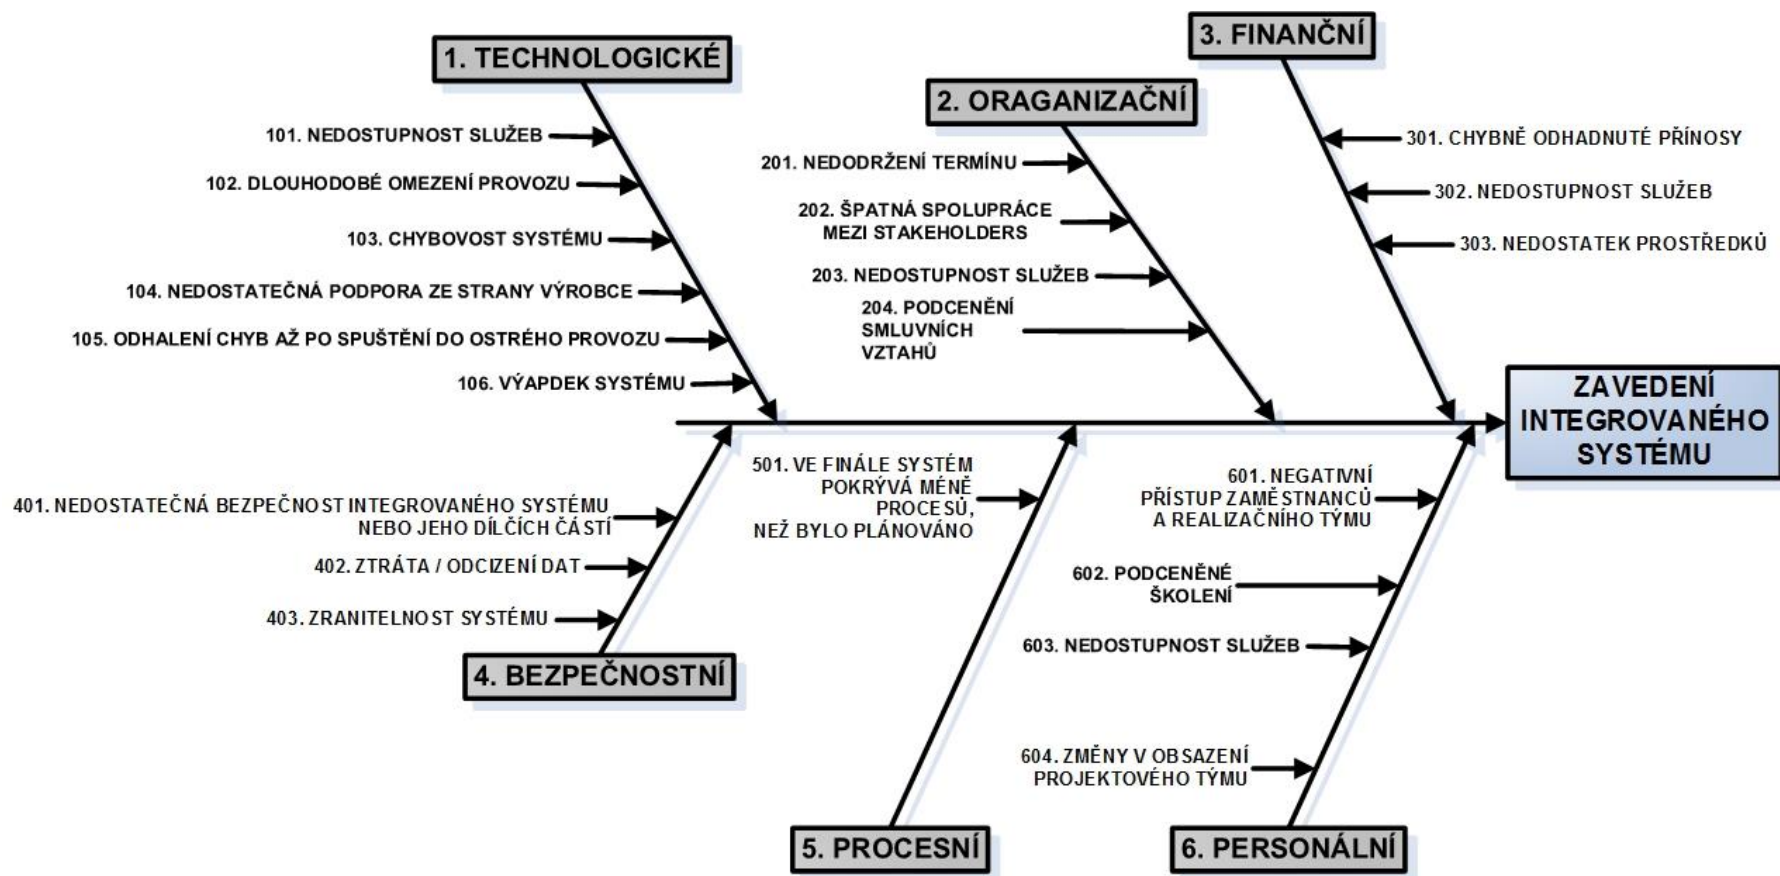 1. TECHNOLOGICKÉ
101. NEDOSTUPNOST SLUŽEB
102. DLOUHODOBÉ OMEZENÍ PROVOZU
103. CHYBOVOST SYSTÉMU
104. NEDOSTATEČNÁ PODPORA ZE STRANY VÝROBCE
105. ODHALENÍ CHYB AŽ PO SPUŠTĚNÍ DO OSTRÉHO PROVOZU
106. VÝAPDEK SYSTÉMU
2. ORAGANIZAČNÍ
201. NEDODRŽENÍ TERMÍNU
202. ŠPATNÁ SPOLUPRÁCE
MEZI STAKEHOLDERS
203. NEDOSTUPNOST SLUŽEB
204. PODCENĚNÍ
SMLUVNÍCH
VZTAHŮ
3. FINANČNÍ
301. CHYBNĚ ODHADNUTÉ PŘÍNOSY
302. NEDOSTUPNOST SLUŽEB
303. NEDOSTATEK PROSTŘEDKŮ
ZAVEDENÍ
INTEGROVANÉHO
SYSTÉMU
401. NEDOSTATEČNÁ BEZPEČNOST INTEGROVANÉHO SYSTÉMU
NEBO JEHO DÍLČÍCH ČÁSTÍ
402. ZTRÁTA / ODCIZENÍ DAT
403. ZRANITELNOST SYSTÉMU
4. BEZPEČNOSTNÍ
501. VE FINÁLE SYSTÉM
POKRÝVÁ MÉNĚ
PROCESŮ,
NEŽ BYLO PLÁNOVÁNO
5. PROCESNÍ
601. NEGATIVNÍ
PŘÍSTUP ZAMĚSTNANCŮ
A REALIZAČNÍHO TÝMU
602. PODCENĚNÉ
ŠKOLENÍ
603. NEDOSTUPNOST SLUŽEB
604. ZMĚNY V OBSAZENÍ
PROJEKTOVÉHO TÝMU
6. PERSONÁLNÍ